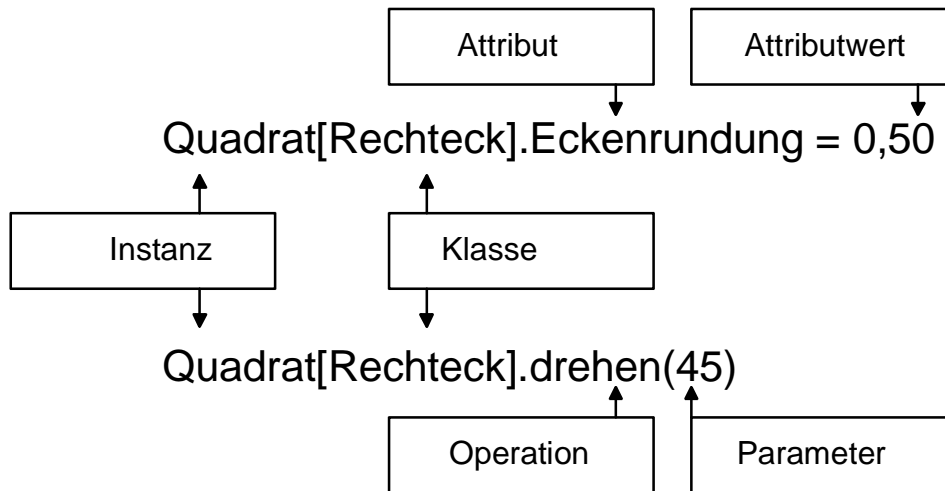 Attribut Attributwert
Quadrat[Rechteck].Eckenrundung = 0,50
Instanz Klasse
Quadrat[Rechteck].drehen(45)
Operation Parameter